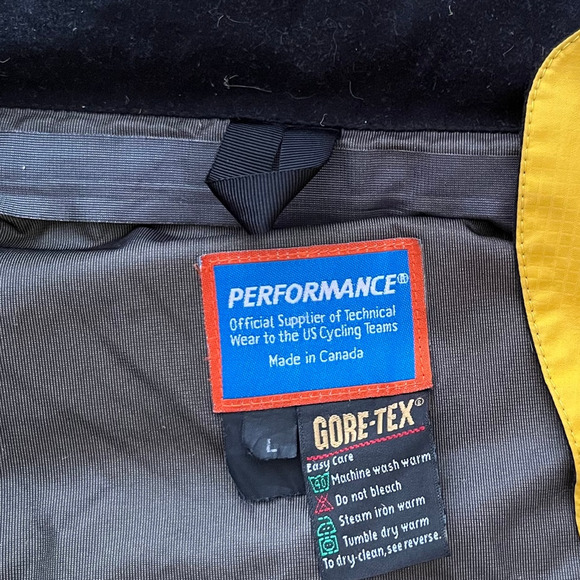 PERFORMANCE®
Official Supplier of Technical
Wear to the US Cycling Teams
Made in Canada
L
GORE-TEX®
Easy Care
40 Machine wash warm
Do not bleach
Steam iron warm
Tumble dry warm
To dry-clean, see reverse.